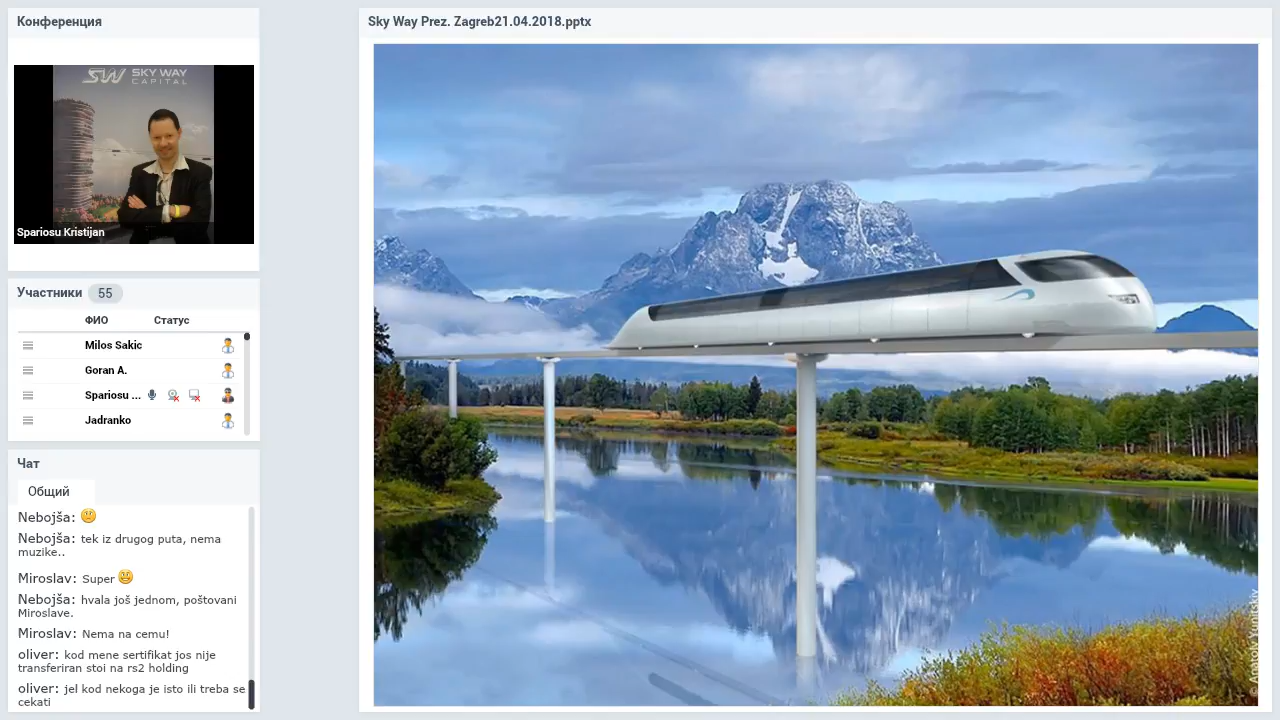 Конференция
SW SKY WAY
CAPITAL
Spariosu Kristijan
Участники 55
ФИО Статус
Milos Sakic
Goran A.
Spariosu ...
Jadranko
Чат
Общий
Nebojša:
Nebojša: tek iz drugog puta, nema
muzike..
Miroslav: Super
Nebojša: hvala još jednom, poštovani
Miroslave.
Miroslav: Nema na cemu!
oliver: kod mene sertifikat jos nije
transferiran stoi na rs2 holding
oliver: jel kod nekoga je isto ili treba se
cekati
Sky Way Prez. Zagreb21.04.2018.pptx
© Anatoly Yunitskiy